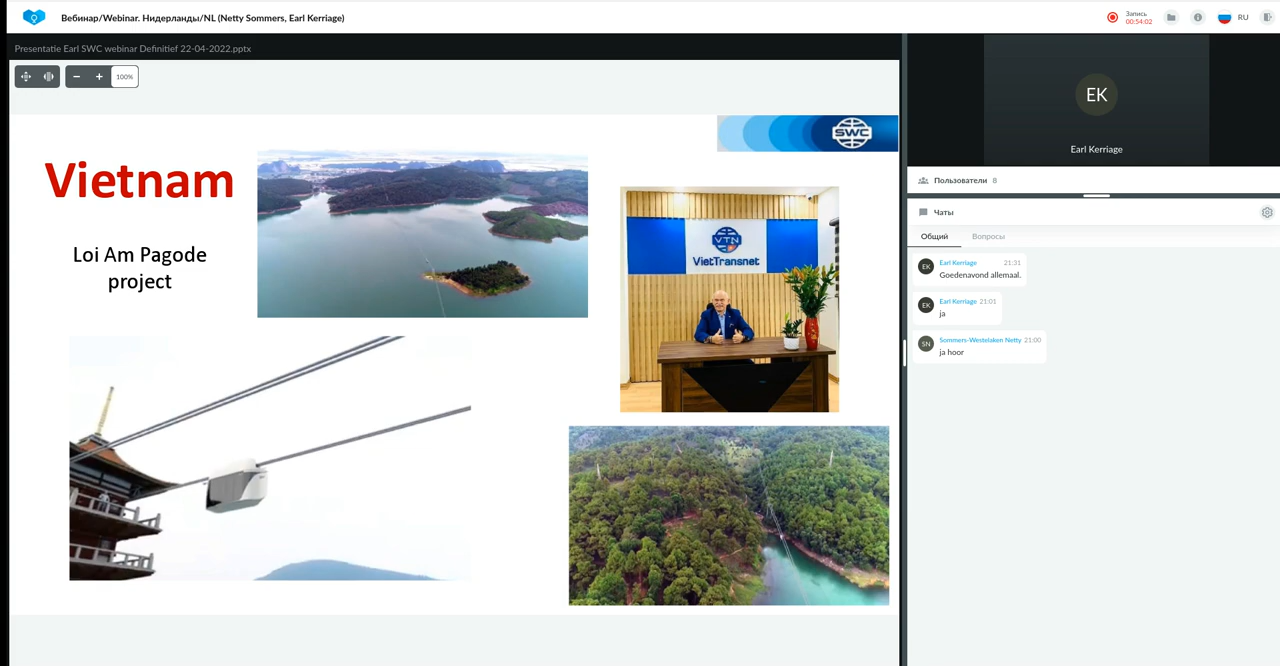 Вебинар/Webinar. Нидерланды/NL (Netty Sommers, Earl Kerriage)
Запись
00:54:02
RU
Presentatie Earl SWC webinar Definitief 22-04-2022.pptx
100%
SWC
Vietnam
Loi Am Pagode
project
VTN
VietTransnet
EK
Earl Kerriage
Пользователи 8
Чаты
Общий Вопросы
EK
Earl Kerriage 21:31
Goedenavond allemaal.
EK
Earl Kerriage 21:01
ja
SN
Sommers-Westelaken Netty 21:00
ja hoor